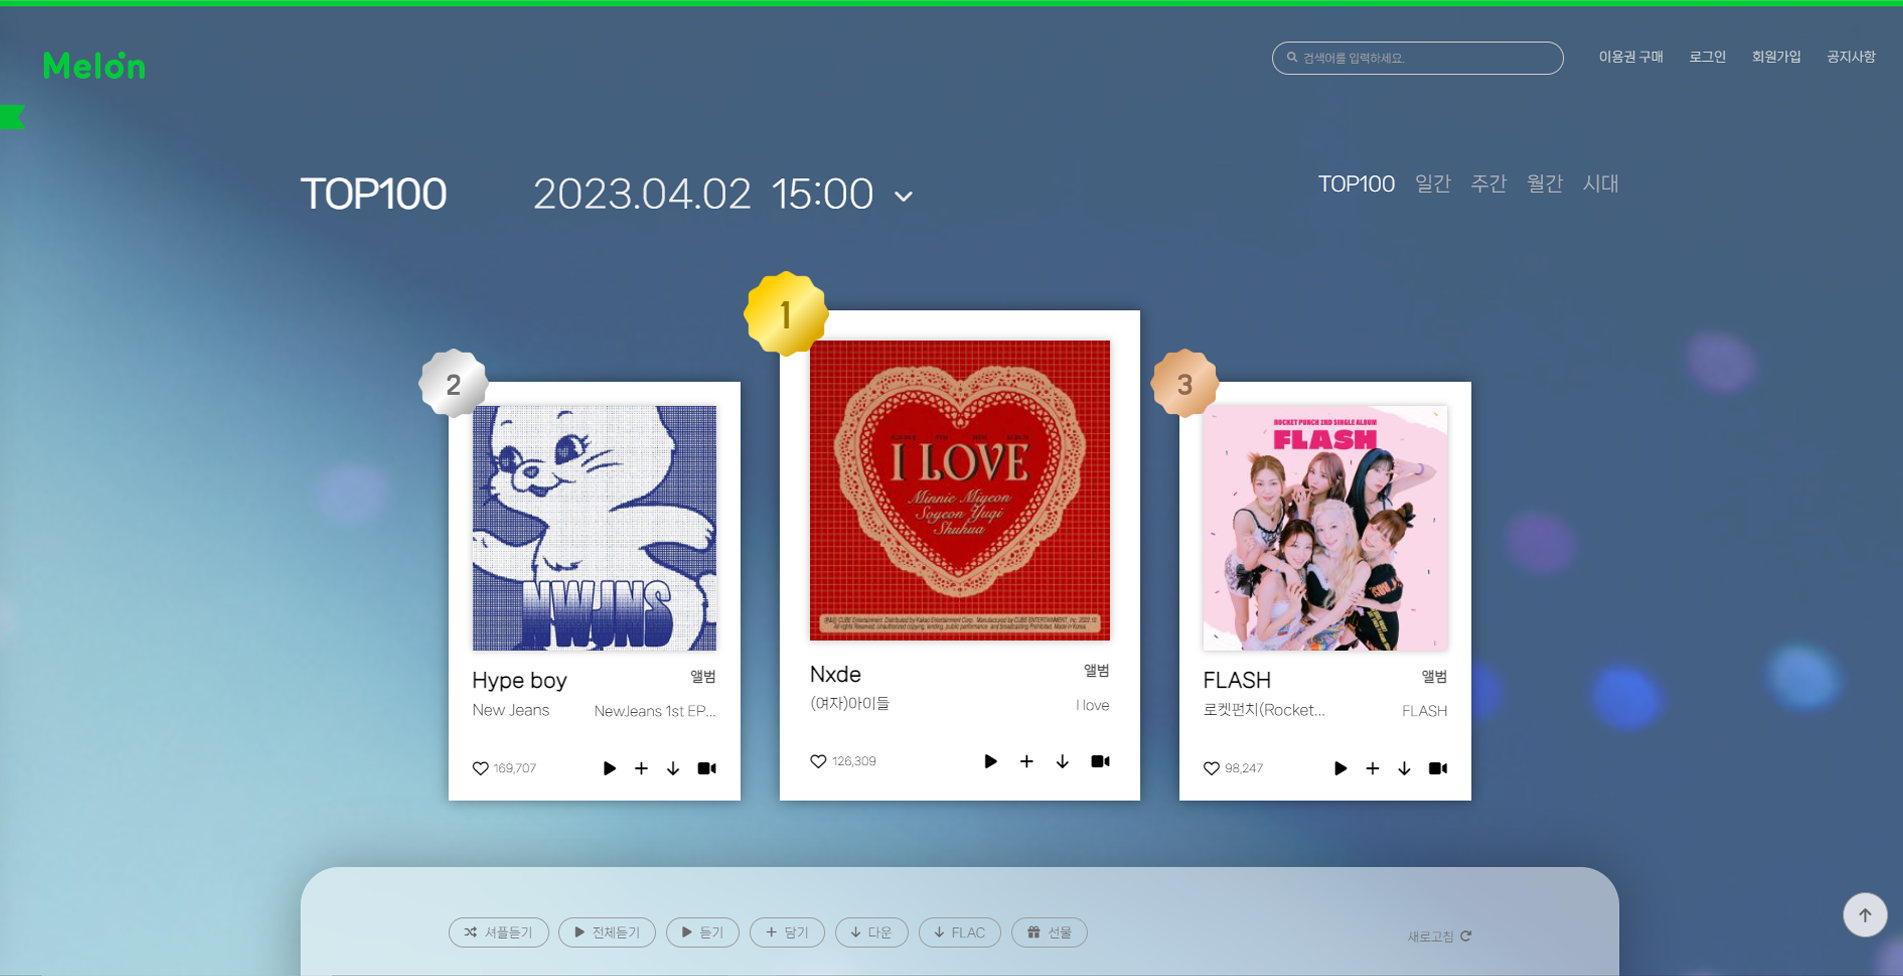 Melon
검색어를 입력하세요.
이용권 구매
로그인
회원가입
공지사항
TOP100
2023.04.02 15:00
TOP100 일간 주간 월간 시대
2
NWJNS
Hype boy
앨범
New Jeans
NewJeans 1st EP...
169,707
1
I LOVE
Minnie Miyeon
Soyeon Yuqi
Shuhua
Nxde
앨범
(여자)아이들
I love
126,309
3
ROCKET PUNCH 2ND SINGLE ALBUM
FLASH
FLASH
앨범
로켓펀치(Rocket...
FLASH
98,247
셔플듣기
전체듣기
듣기
담기
다운
FLAC
선물
새로고침